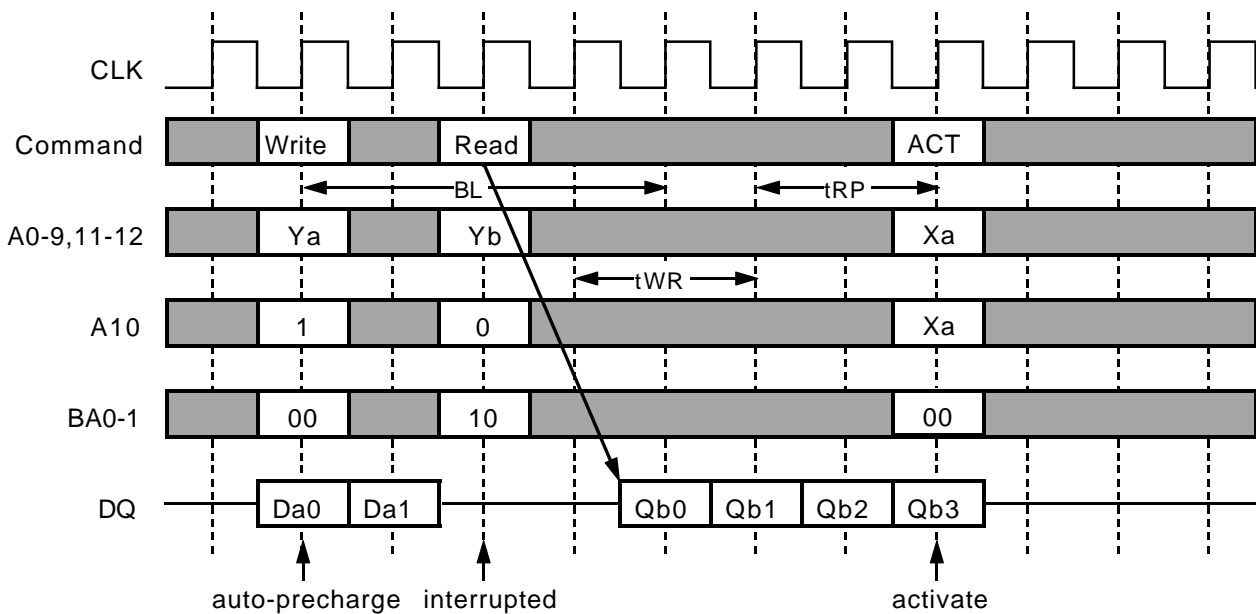 CLK
Command Write Read ACT
BL tRP
A0-9,11-12 Ya Yb Xa
tWR
A10 1 0 Xa
BA0-1 00 10 00
DQ Da0 Da1 Qb0 Qb1 Qb2 Qb3
auto-precharge interrupted activate